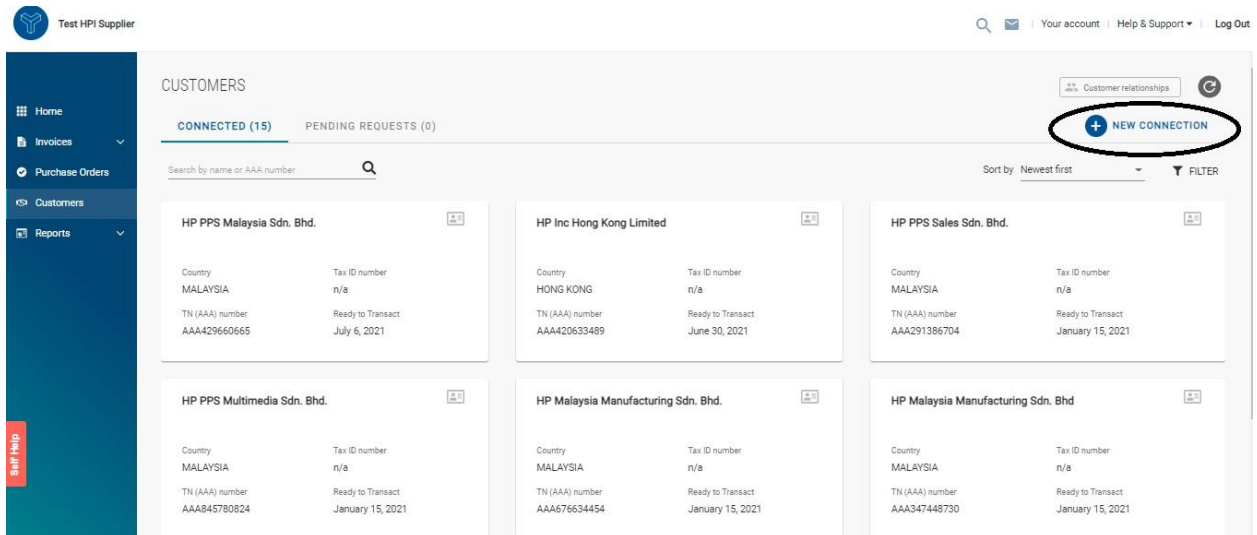 Test HPI Supplier
Your account | Help & Support | Log Out
Home
Invoices
Purchase Orders
Customers
Reports
Self Help
CUSTOMERS
Customer relationships
CONNECTED (15) PENDING REQUESTS (0)
NEW CONNECTION
Search by name or AAA number
Sort by Newest first FILTER
HP PPS Malaysia Sdn. Bhd.
Country Tax ID number
MALAYSIA n/a
TN (AAA) number Ready to Transact
AAA429660665 July 6, 2021
HP Inc Hong Kong Limited
Country Tax ID number
HONG KONG n/a
TN (AAA) number Ready to Transact
AAA420633489 June 30, 2021
HP PPS Sales Sdn. Bhd.
Country Tax ID number
MALAYSIA n/a
TN (AAA) number Ready to Transact
AAA291386704 January 15, 2021
HP PPS Multimedia Sdn. Bhd.
Country Tax ID number
MALAYSIA n/a
TN (AAA) number Ready to Transact
AAA845780824 January 15, 2021
HP Malaysia Manufacturing Sdn. Bhd.
Country Tax ID number
MALAYSIA n/a
TN (AAA) number Ready to Transact
AAA676634454 January 15, 2021
HP Malaysia Manufacturing Sdn. Bhd
Country Tax ID number
MALAYSIA n/a
TN (AAA) number Ready to Transact
AAA347448730 January 15, 2021